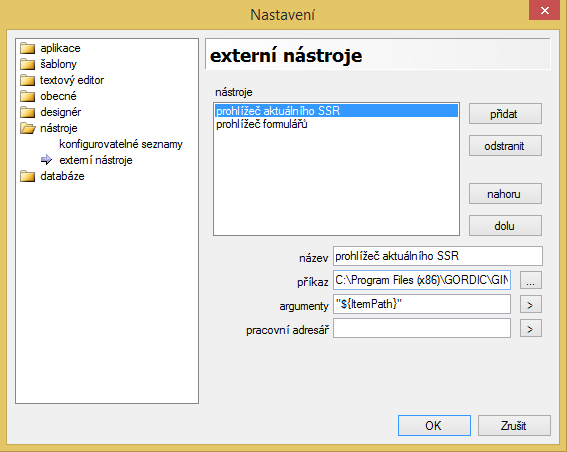 Nastavení
aplikace
šablony
textový editor
obecné
designér
nástroje
konfigurovatelné seznamy
externí nástroje
databáze
externí nástroje
nástroje
prohlížeč aktuálního SSR
prohlížeč formulářů
přidat
odstranit
nahoru
dolu
název prohlížeč aktuálního SSR
příkaz C:\Program Files (x86)\GORDIC\GIN ...
argumenty "${ItemPath}" >
pracovní adresář >
OK Zrušit